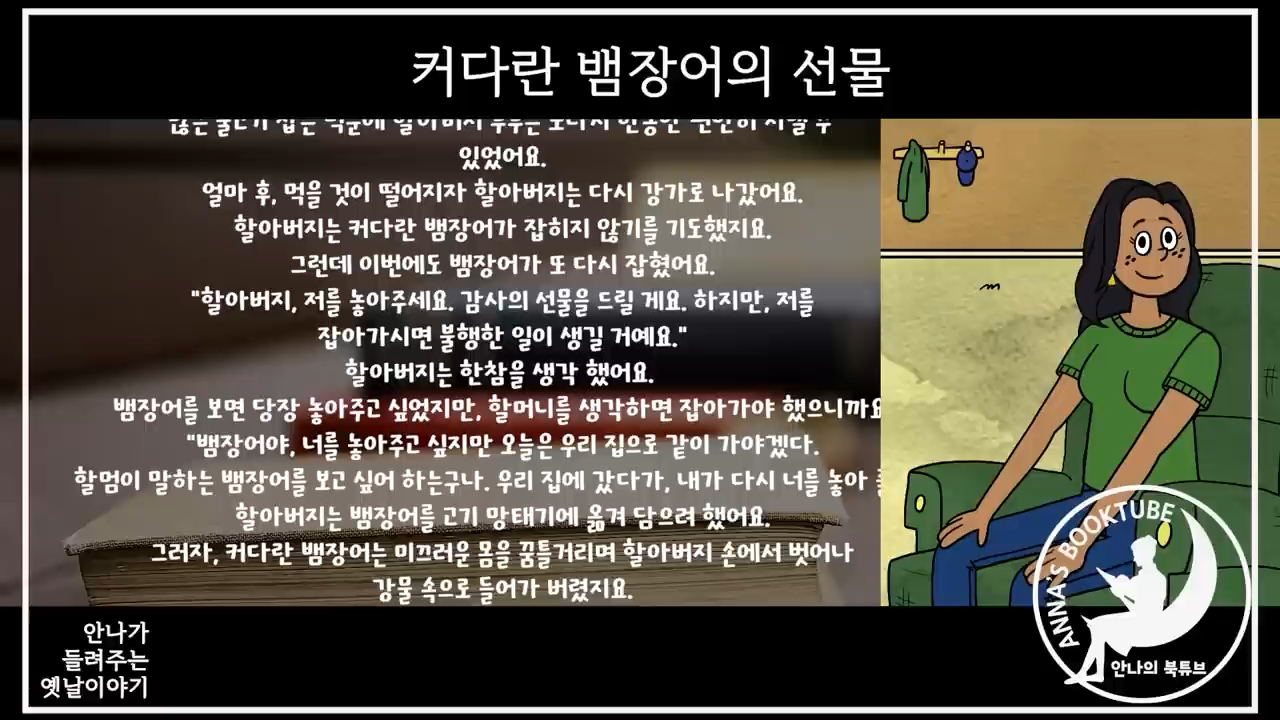 커다란 뱀장어의 선물
있었어요.
얼마 후, 먹을 것이 떨어지자 할아버지는 다시 강가로 나갔어요.
할아버지는 커다란 뱀장어가 잡히지 않기를 기도했지요.
그런데 이번에도 뱀장어가 또 다시 잡혔어요.
"할아버지, 저를 놓아주세요. 감사의 선물을 드릴 게요. 하지만, 저를
잡아가시면 불행한 일이 생길 거예요."
할아버지는 한참을 생각 했어요.
뱀장어를 보면 당장 놓아주고 싶었지만, 할머니를 생각하면 잡아가야 했으니까요
"뱀장어야, 너를 놓아주고 싶지만 오늘은 우리 집으로 같이 가야겠다.
할멈이 말하는 뱀장어를 보고 싶어 하는구나. 우리 집에 갔다가, 내가 다시 너를 놓아
할아버지는 뱀장어를 고기 망태기에 옮겨 담으려 했어요.
그러자, 커다란 뱀장어는 미끄러운 몸을 꿈틀거리며 할아버지 손에서 벗어나
강물 속으로 들어가 버렸지요.
안나가
들려주는
옛날이야기
ANNA'S BOOKTUBE
안나의 북튜브